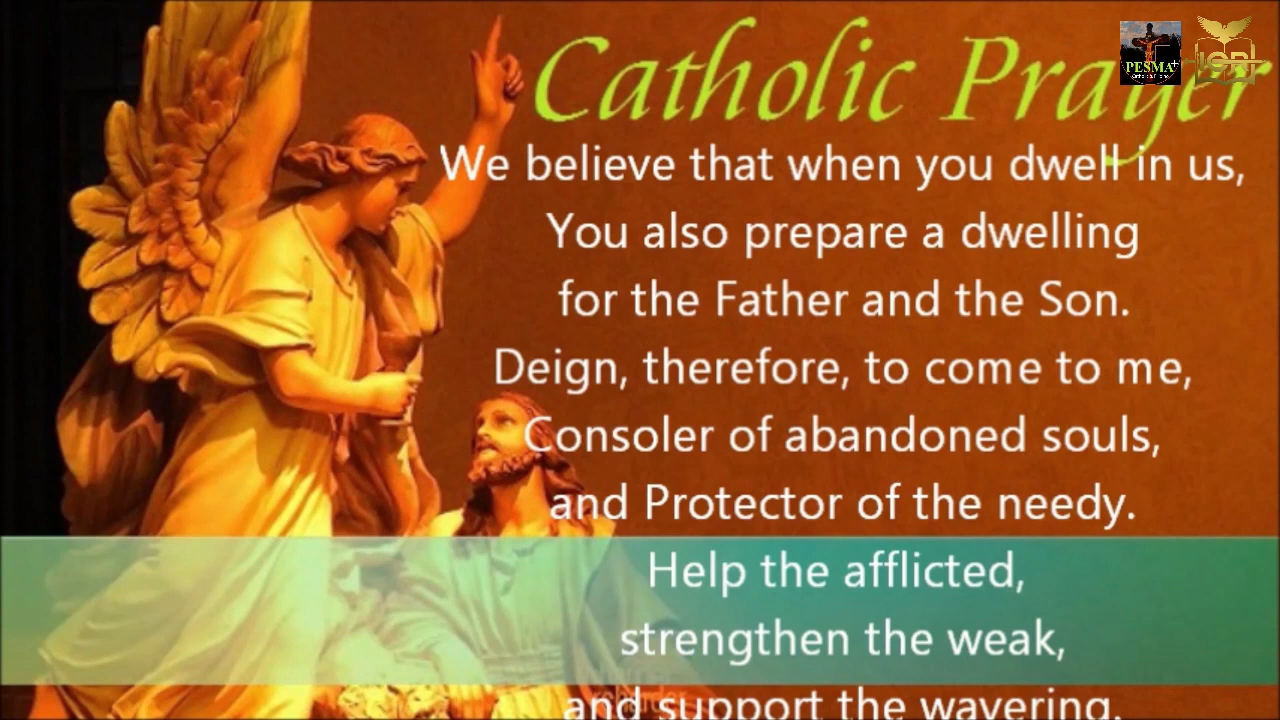 Catholic Prayer
PESMA
We believe that when you dwell in us,
You also prepare a dwelling
for the Father and the Son.
Deign, therefore, to come to me,
Consoler of abandoned souls,
and Protector of the needy.
Help the afflicted,
strengthen the weak,
and support the wavering.